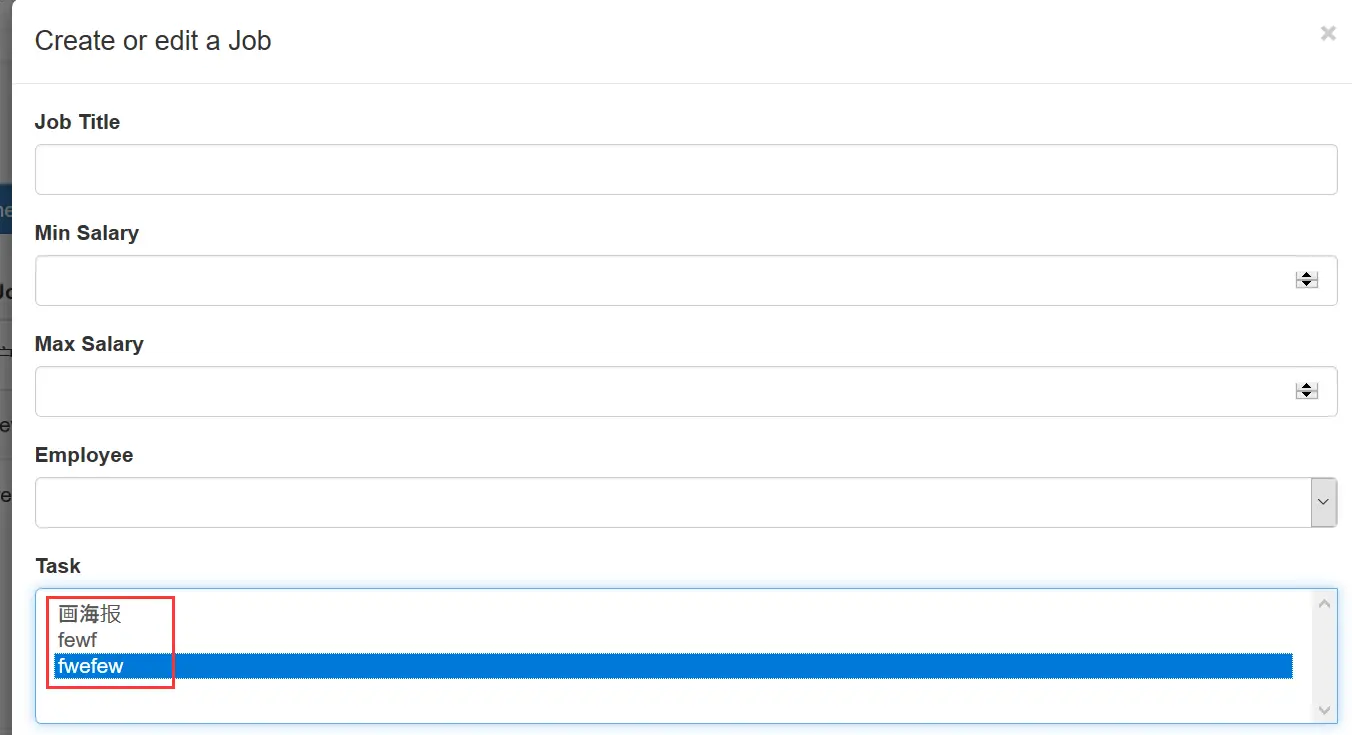 Create or edit a Job
×
Job Title
Min Salary
Max Salary
Employee
Task
画海报
fewf
fwefew